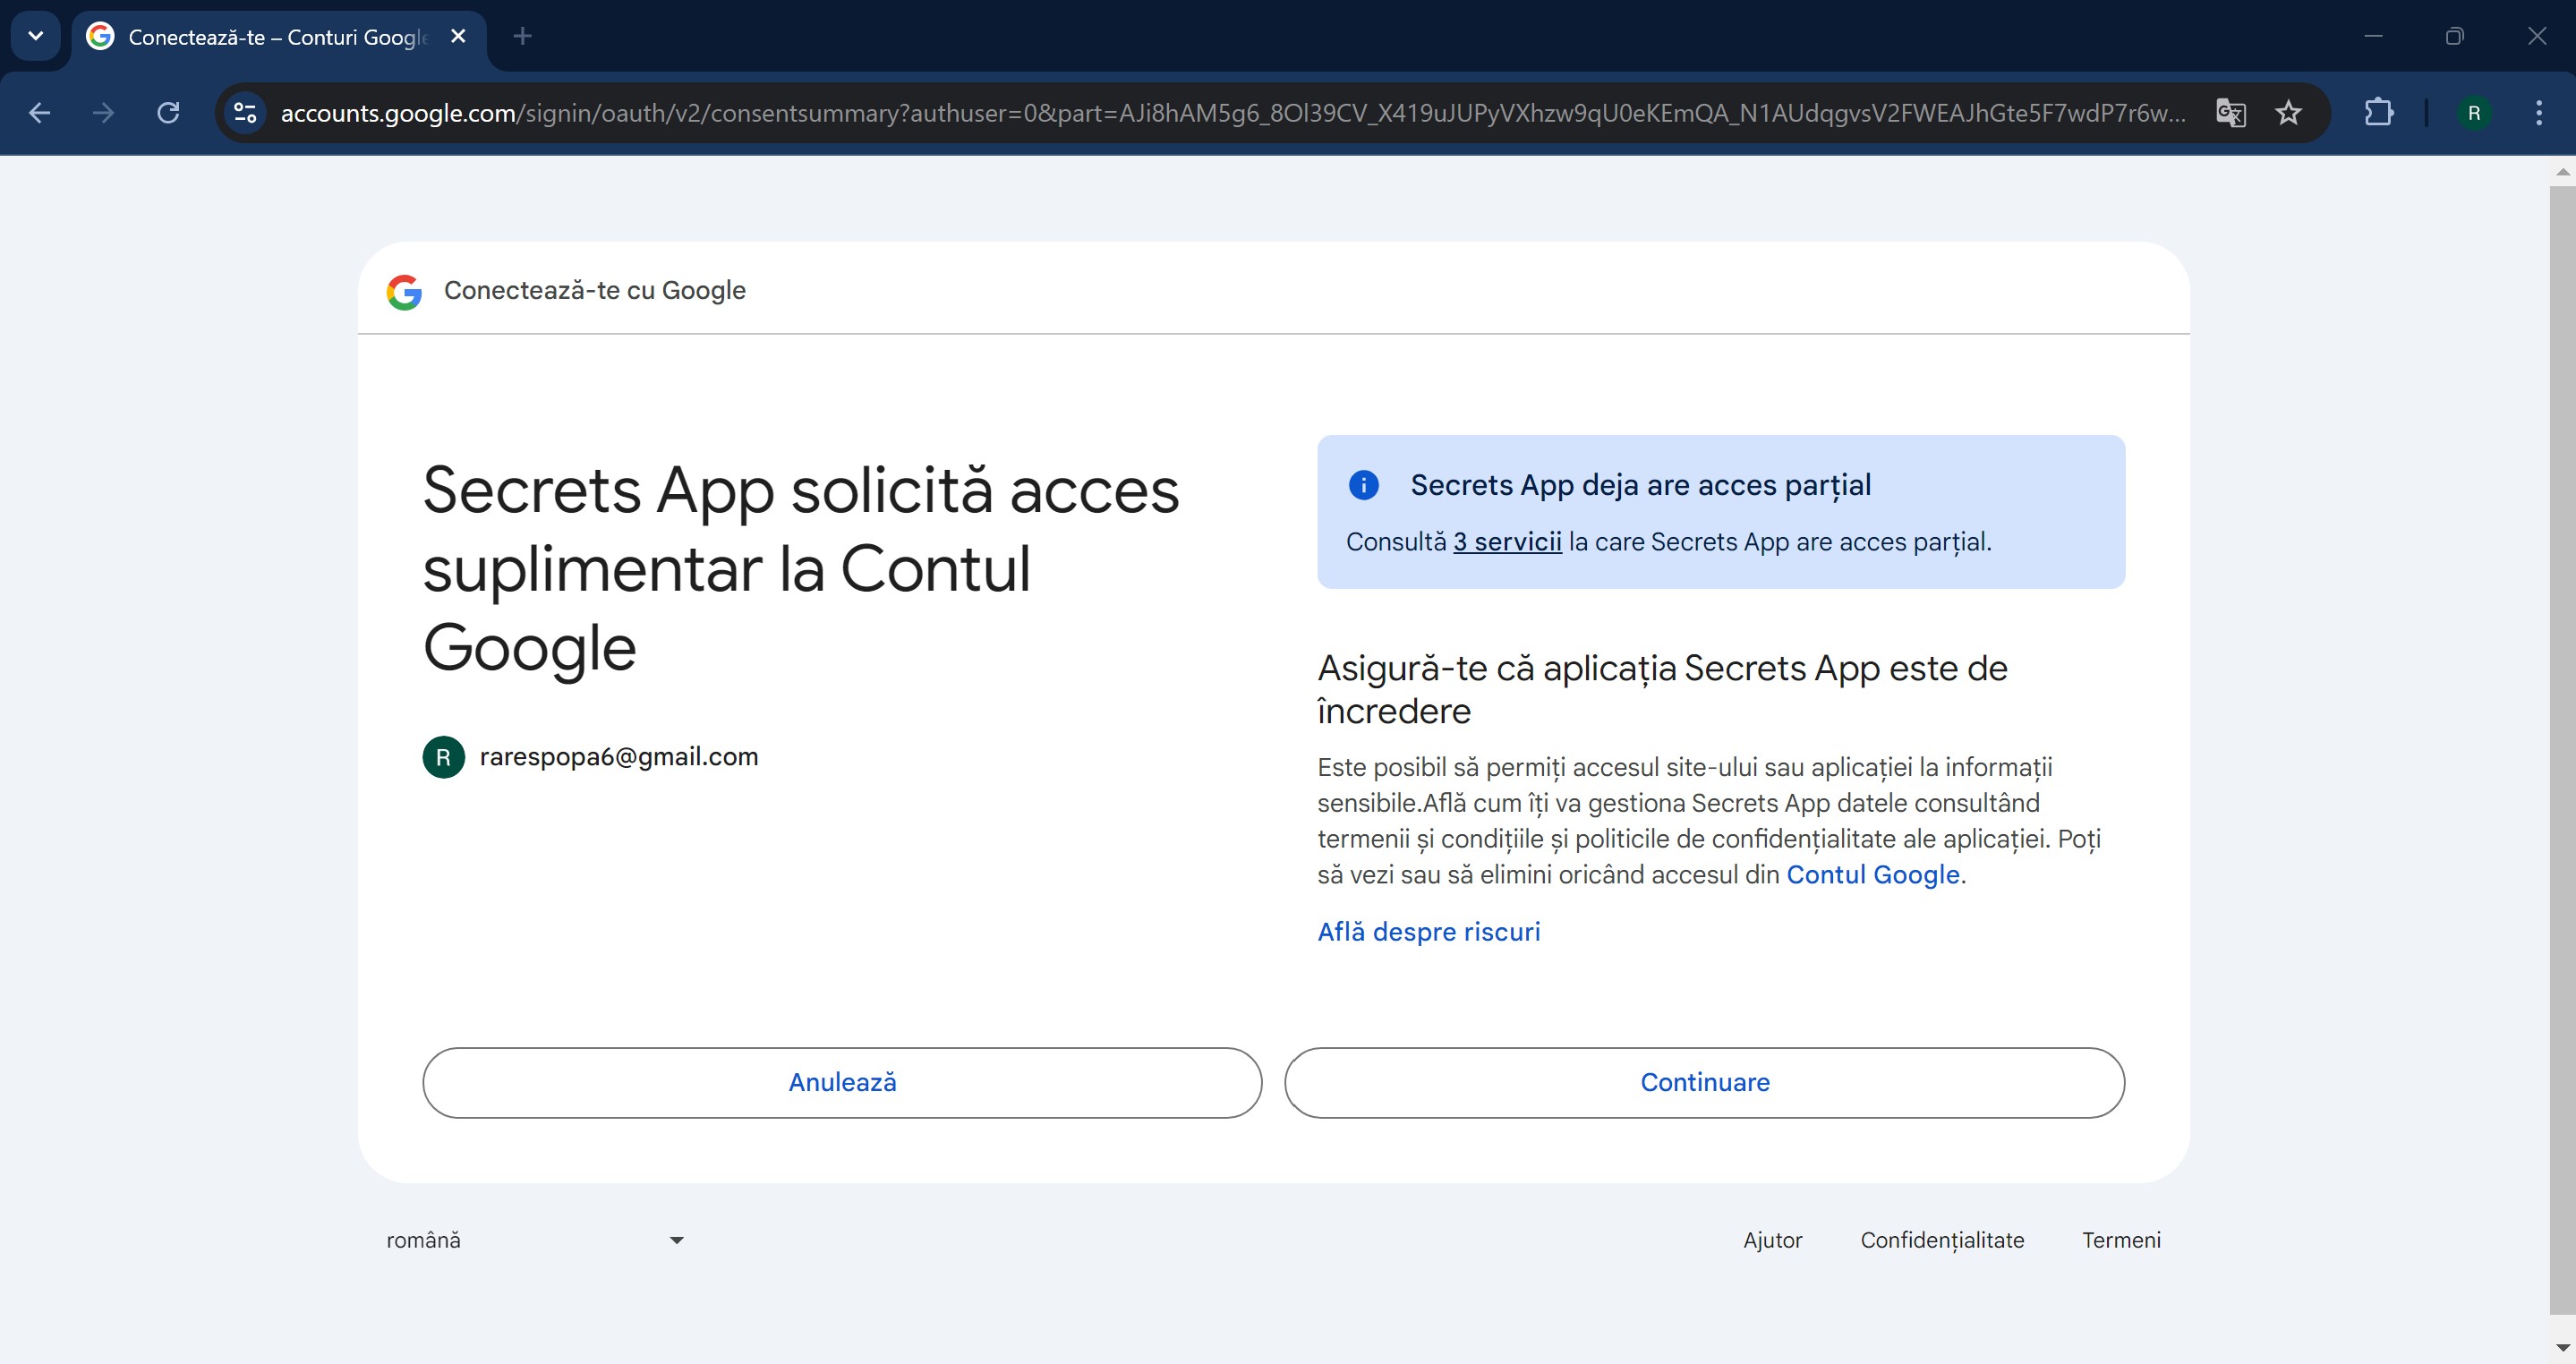 Conectează-te – Conturi Google
accounts.google.com/signin/oauth/v2/consentsummary?authuser=0&part=AJi8hAM5g6_8Ol39CV_X419uJUPyVXhzw9qU0eKEmQA_N1AUdqgvsV2FWEAJhGte5F7wdP7r6w...
R
Conectează-te cu Google
Secrets App solicită acces
suplimentar la Contul
Google
R rarespopa6@gmail.com
Secrets App deja are acces parțial
Consultă 3 servicii la care Secrets App are acces parțial.
Asigură-te că aplicația Secrets App este de
încredere
Este posibil să permiți accesul site-ului sau aplicației la informații
sensibile.Află cum îți va gestiona Secrets App datele consultând
termenii și condițiile și politicile de confidențialitate ale aplicației. Poți
să vezi sau să elimini oricând accesul din Contul Google.
Află despre riscuri
Anulează
Continuare
română
Ajutor Confidențialitate Termeni